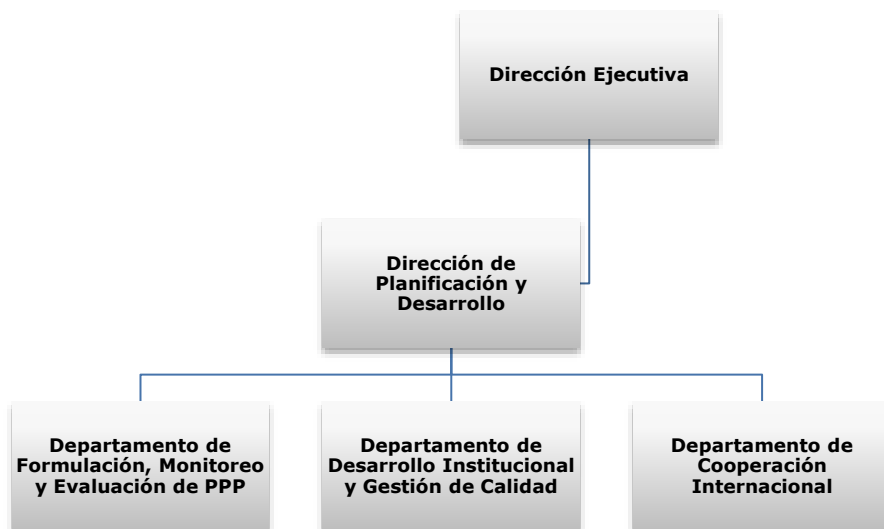 Dirección Ejecutiva
Dirección de
Planificación y
Desarrollo
Departamento de
Formulación, Monitoreo
y Evaluación de PPP
Departamento de
Desarrollo Institucional
y Gestión de Calidad
Departamento de
Cooperación
Internacional